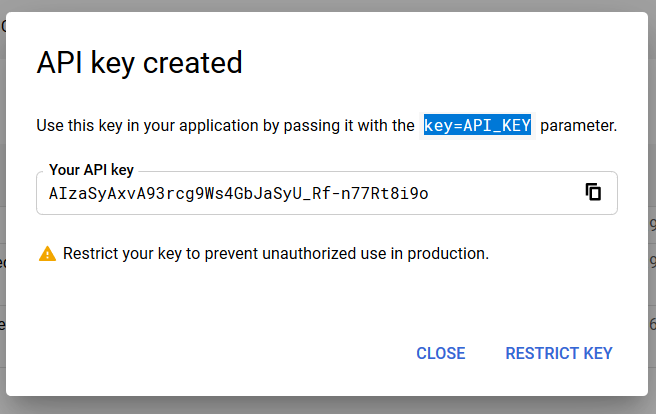 API key created
Use this key in your application by passing it with the key=API_KEY parameter.
Your API key
AIzaSyAxvA93rcg9Ws4GbJaSyU_Rf-n77Rt8i9o
Restrict your key to prevent unauthorized use in production.
CLOSE RESTRICT KEY